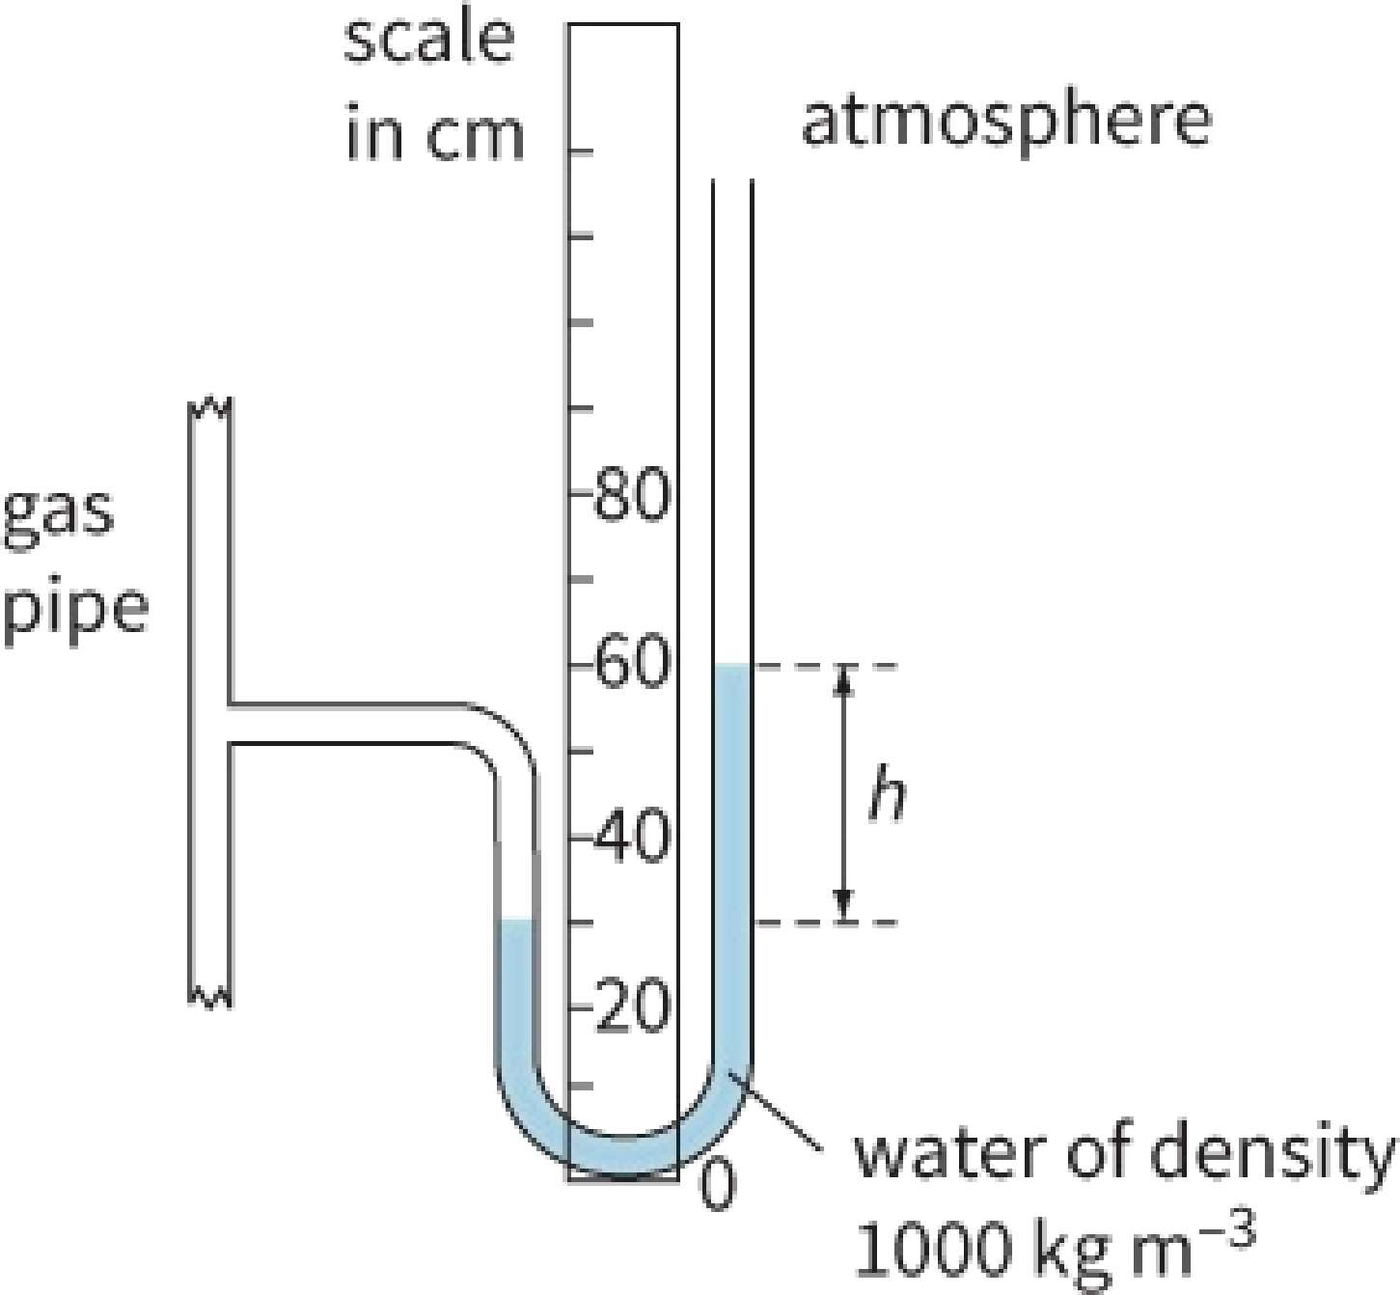 scale
in cm
atmosphere
80
gas
pipe
60
h
40
20
water of density
0
1000 kg m⁻³